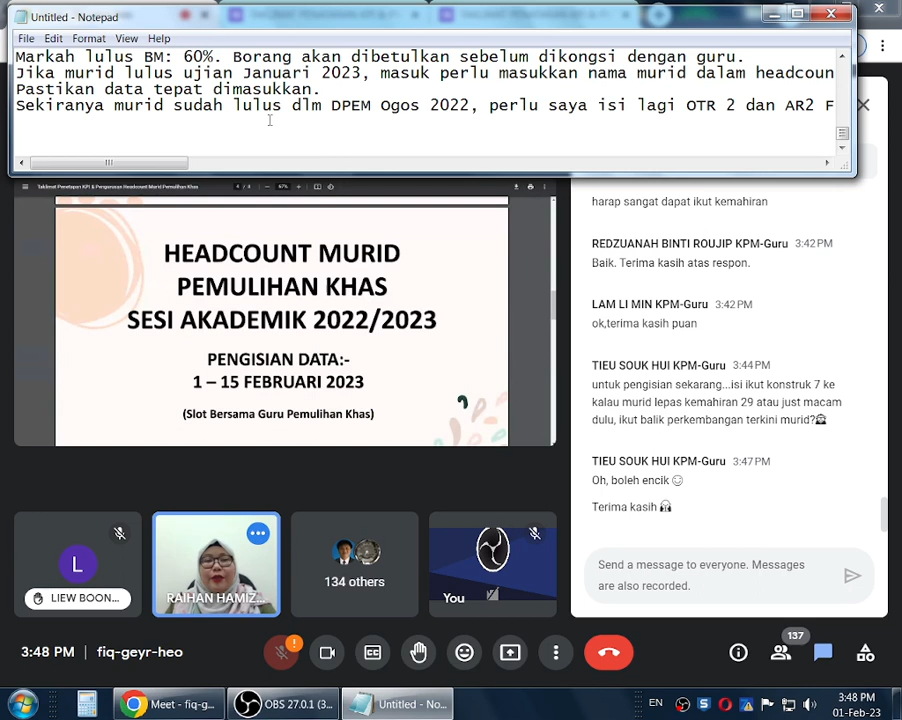 Untitled - Notepad
File Edit Format View Help
Markah lulus BM: 60%. Borang akan dibetulkan sebelum dikongsi dengan guru.
Jika murid lulus ujian Januari 2023, masuk perlu masukkan nama murid dalam headcoun
Pastikan data tepat dimasukkan.
Sekiranya murid sudah lulus dlm DPEM Ogos 2022, perlu saya isi lagi OTR 2 dan AR2 F
Taklimat Penetapan KPI & Pengurusan Headcount Murid Pemulihan Khas
67%
HEADCOUNT MURID
PEMULIHAN KHAS
SESI AKADEMIK 2022/2023
PENGISIAN DATA:-
1 – 15 FEBRUARI 2023
(Slot Bersama Guru Pemulihan Khas)
harap sangat dapat ikut kemahiran
REDZUANAH BINTI ROUJIP KPM-Guru 3:42 PM
Baik. Terima kasih atas respon.
LAM LI MIN KPM-Guru 3:42 PM
ok,terima kasih puan
TIEU SOUK HUI KPM-Guru 3:44 PM
untuk pengisian sekarang...isi ikut konstruk 7 ke
kalau murid lepas kemahiran 29 atau just macam
dulu, ikut balik perkembangan terkini murid?
TIEU SOUK HUI KPM-Guru 3:47 PM
Oh, boleh encik
Terima kasih
Send a message to everyone. Messages
are also recorded.
L
LIEW BOON...
RAIHAN HAMIZ...
134 others
You
3:48 PM | fiq-geyr-heo
137
Meet - fiq-g...
OBS 27.0.1 (3...
Untitled - No...
EN
3:48 PM
01-Feb-23